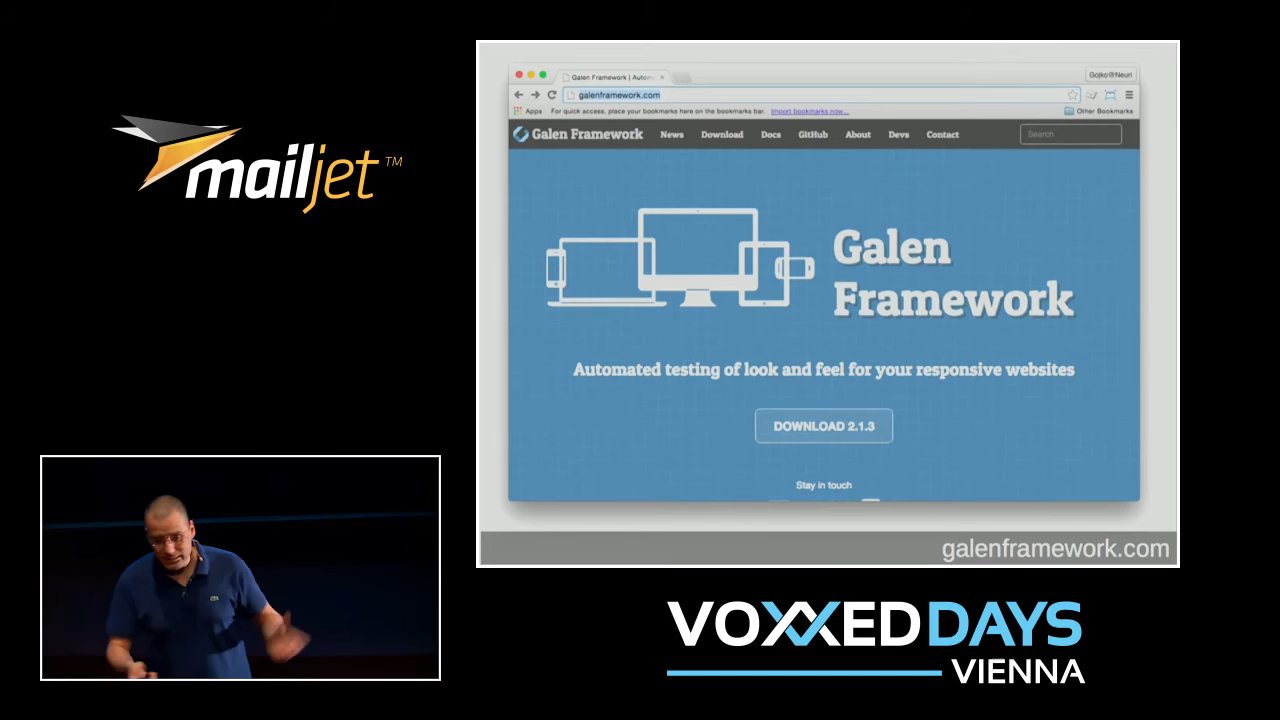 mailjet™
Galen Framework | Autom
Gojko@Neuri
galenframework.com
Apps
For quick access, place your bookmarks here on the bookmarks bar.
Import bookmarks now...
Other Bookmarks
Galen Framework
News
Download
Docs
GitHub
About
Devs
Contact
Search
Galen
Framework
Automated testing of look and feel for your responsive websites
DOWNLOAD 2.1.3
Stay in touch
galenframework.com
VOXXED DAYS
VIENNA